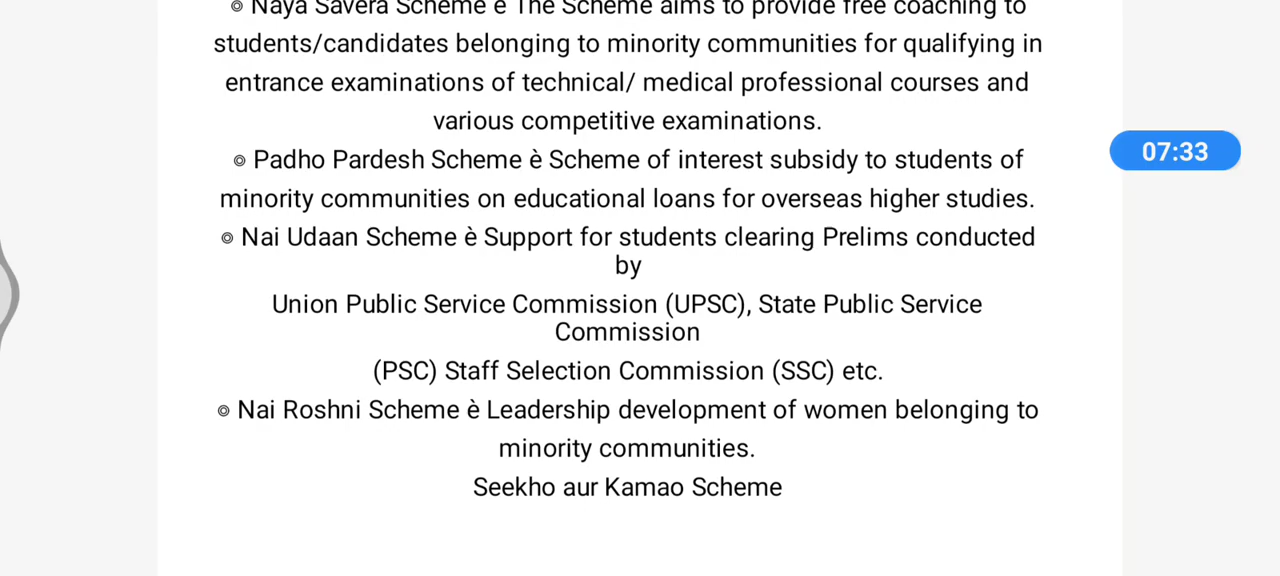 ⊚ Naya Savera Scheme è The Scheme aims to provide free coaching to
students/candidates belonging to minority communities for qualifying in
entrance examinations of technical/ medical professional courses and
various competitive examinations.
⊚ Padho Pardesh Scheme è Scheme of interest subsidy to students of
minority communities on educational loans for overseas higher studies.
⊚ Nai Udaan Scheme è Support for students clearing Prelims conducted
by
Union Public Service Commission (UPSC), State Public Service
Commission
(PSC) Staff Selection Commission (SSC) etc.
⊚ Nai Roshni Scheme è Leadership development of women belonging to
minority communities.
Seekho aur Kamao Scheme
07:33